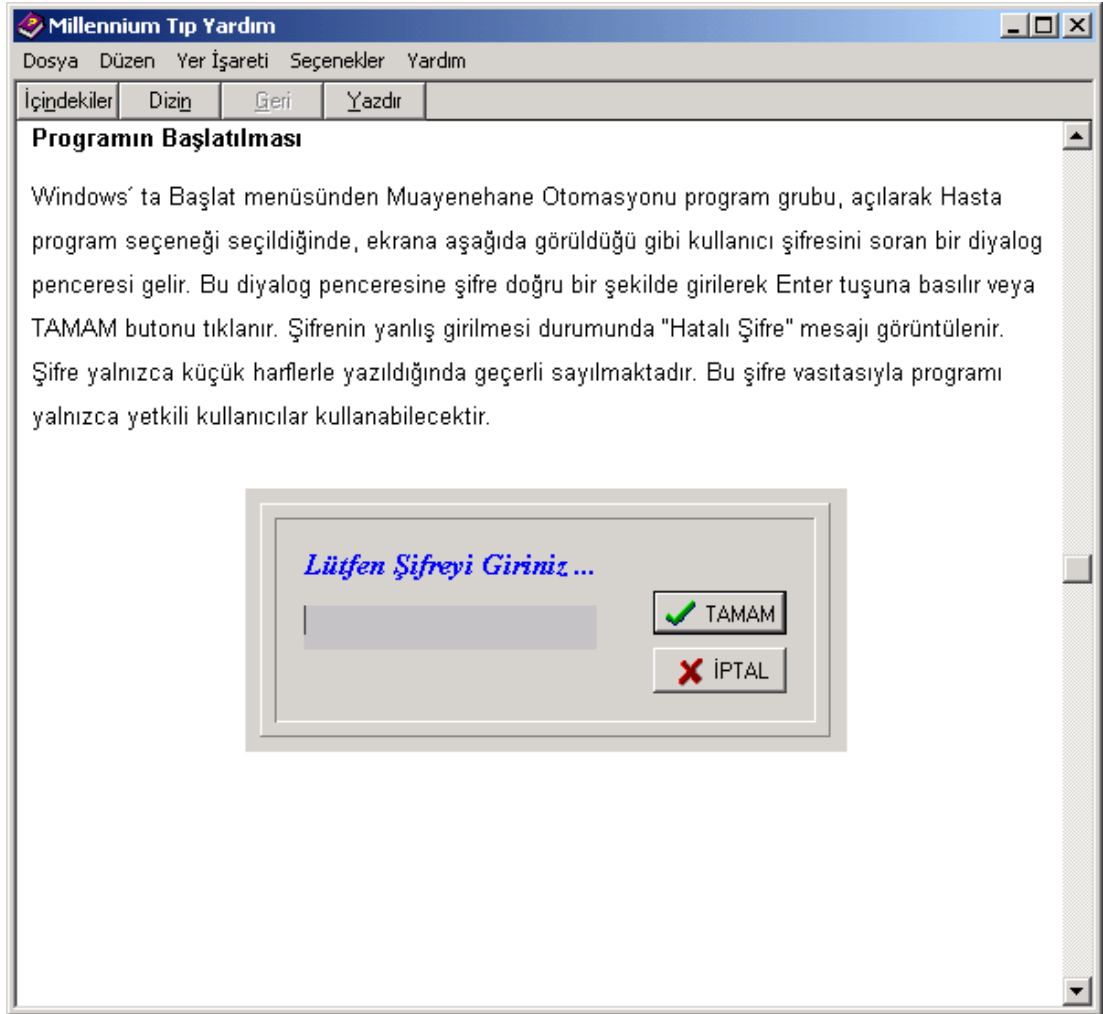 Millennium Tıp Yardım
Dosya Düzen Yer İşareti Seçenekler Yardım
İçindekiler Dizin Geri Yazdır
Programın Başlatılması
Windows´ ta Başlat menüsünden Muayenehane Otomasyonu program grubu, açılarak Hasta
program seçeneği seçildiğinde, ekrana aşağıda görüldüğü gibi kullanıcı şifresini soran bir diyalog
penceresi gelir. Bu diyalog penceresine şifre doğru bir şekilde girilerek Enter tuşuna basılır veya
TAMAM butonu tıklanır. Şifrenin yanlış girilmesi durumunda "Hatalı Şifre" mesajı görüntülenir.
Şifre yalnızca küçük harflerle yazıldığında geçerli sayılmaktadır. Bu şifre vasıtasıyla programı
yalnızca yetkili kullanıcılar kullanabilecektir.
Lütfen Şifreyi Giriniz ...
TAMAM
İPTAL